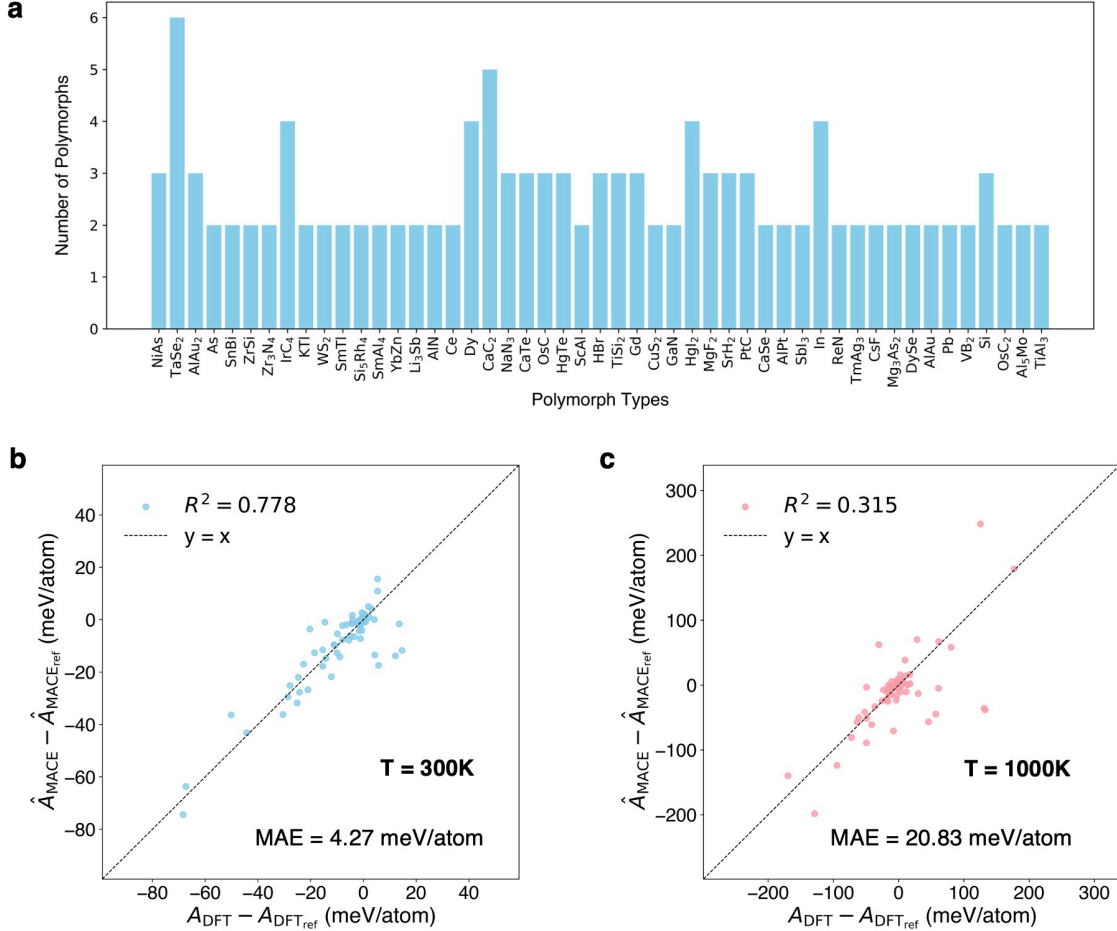 a
Number of Polymorphs
6
5
4
3
2
1
0
NiAs
TaSe₂
AlAu₂
As
SnBi
ZrSi
Zr₃N₄
IrC₄
KTl
WS₂
SmTl
Si₅Rh₄
SmAl₄
YbZn
Li₃Sb
AlN
Ce
Dy
CaC₂
NaN₃
CaTe
OsC
HgTe
ScAl
HBr
TiSi₂
Gd
CuS₂
GaN
HgI₂
MgF₂
SrH₂
PtC
CaSe
AlPt
SbI₃
In
ReN
TmAg₃
CsF
Mg₃As₂
DySe
AlAu
Pb
VB₂
Si
OsC₂
Al₅Mo
TiAl₃
Polymorph Types
b
R² = 0.778
y = x
ÂMACE − ÂMACEref (meV/atom)
40
20
0
−20
−40
−60
−80
T = 300K
MAE = 4.27 meV/atom
−80 −60 −40 −20 0 20 40
ADFT − ADFTref (meV/atom)
c
R² = 0.315
y = x
ÂMACE − ÂMACEref (meV/atom)
300
200
100
0
−100
−200
T = 1000K
MAE = 20.83 meV/atom
−200 −100 0 100 200 300
ADFT − ADFTref (meV/atom)